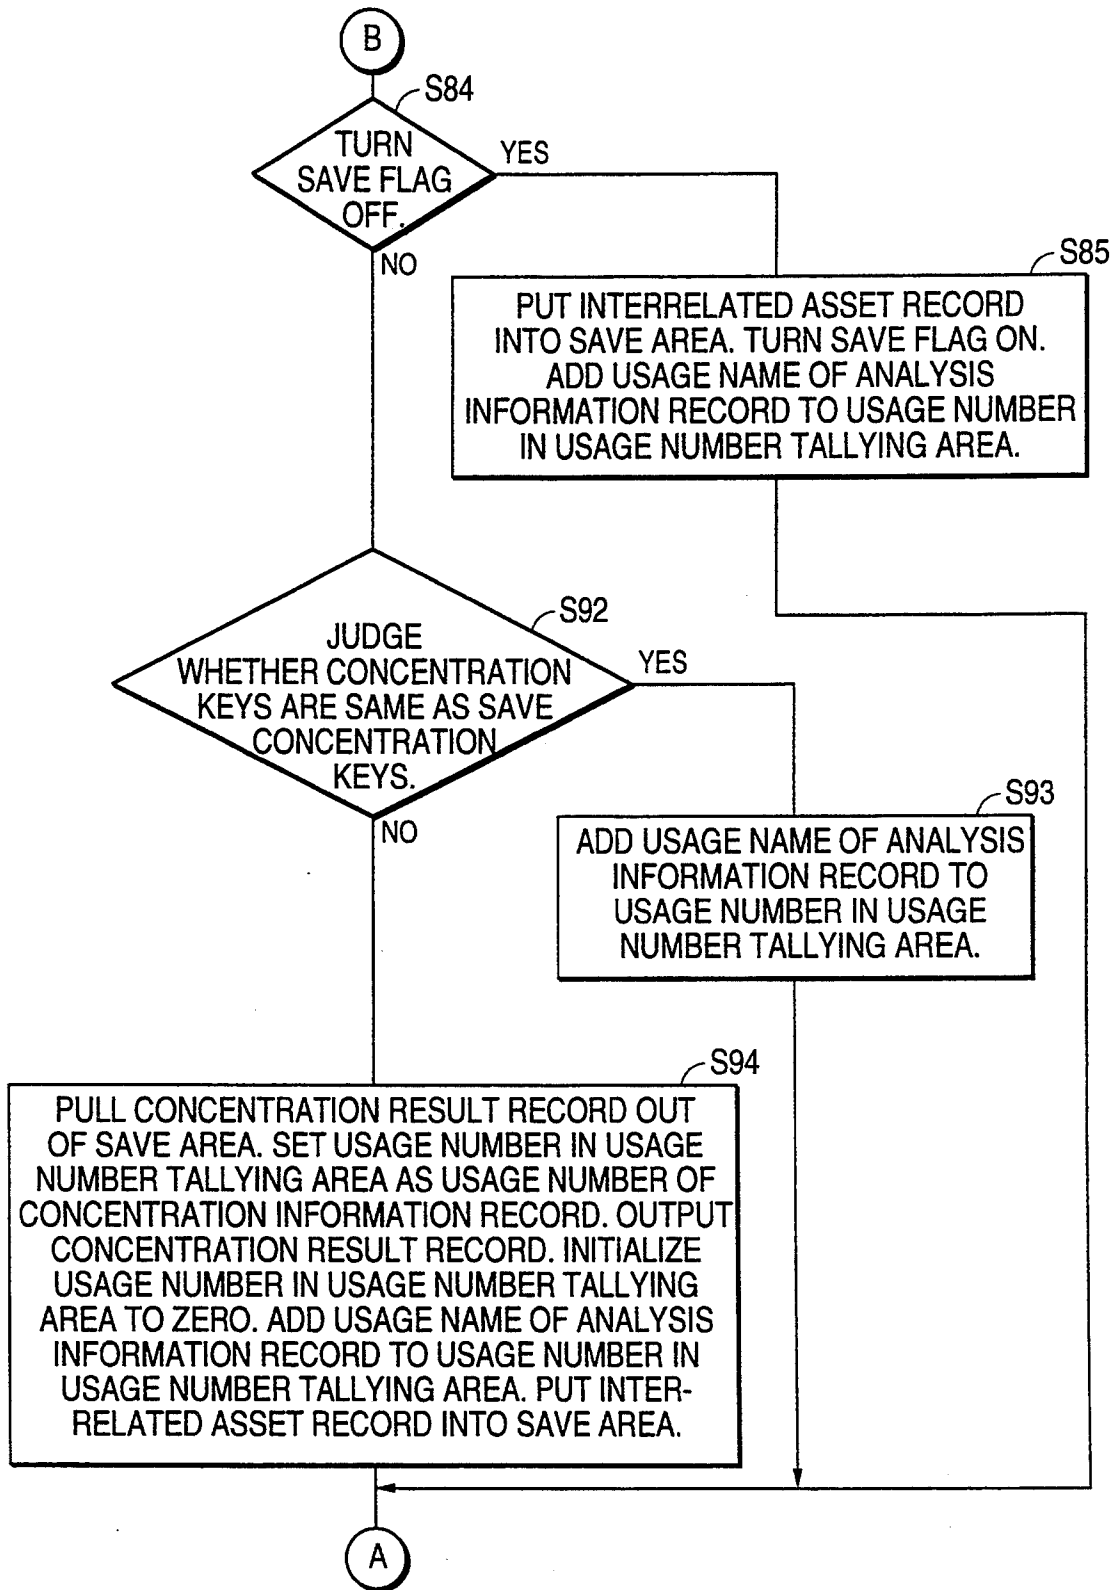 B
S84
TURN
SAVE FLAG
OFF.
YES
NO
S85
PUT INTERRELATED ASSET RECORD
INTO SAVE AREA. TURN SAVE FLAG ON.
ADD USAGE NAME OF ANALYSIS
INFORMATION RECORD TO USAGE NUMBER
IN USAGE NUMBER TALLYING AREA.
S92
JUDGE
WHETHER CONCENTRATION
KEYS ARE SAME AS SAVE
CONCENTRATION
KEYS.
YES
NO
S93
ADD USAGE NAME OF ANALYSIS
INFORMATION RECORD TO
USAGE NUMBER IN USAGE
NUMBER TALLYING AREA.
S94
PULL CONCENTRATION RESULT RECORD OUT
OF SAVE AREA. SET USAGE NUMBER IN USAGE
NUMBER TALLYING AREA AS USAGE NUMBER OF
CONCENTRATION INFORMATION RECORD. OUTPUT
CONCENTRATION RESULT RECORD. INITIALIZE
USAGE NUMBER IN USAGE NUMBER TALLYING
AREA TO ZERO. ADD USAGE NAME OF ANALYSIS
INFORMATION RECORD TO USAGE NUMBER IN
USAGE NUMBER TALLYING AREA. PUT INTER-
RELATED ASSET RECORD INTO SAVE AREA.
A